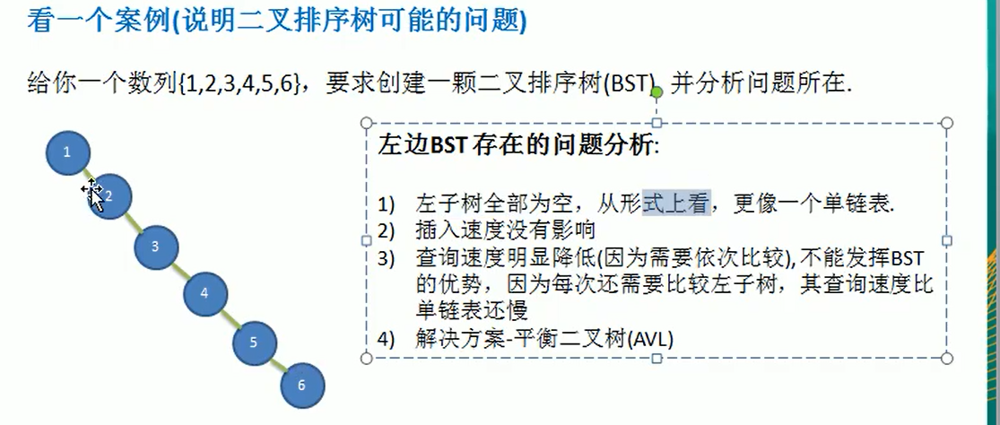 看一个案例(说明二叉排序树可能的问题)
给你一个数列{1,2,3,4,5,6}，要求创建一颗二叉排序树(BST), 并分析问题所在.
1
2
3
4
5
6
左边BST 存在的问题分析:
1) 左子树全部为空，从形式上看，更像一个单链表.
2) 插入速度没有影响
3) 查询速度明显降低(因为需要依次比较), 不能发挥BST
的优势，因为每次还需要比较左子树，其查询速度比
单链表还慢
4) 解决方案-平衡二叉树(AVL)